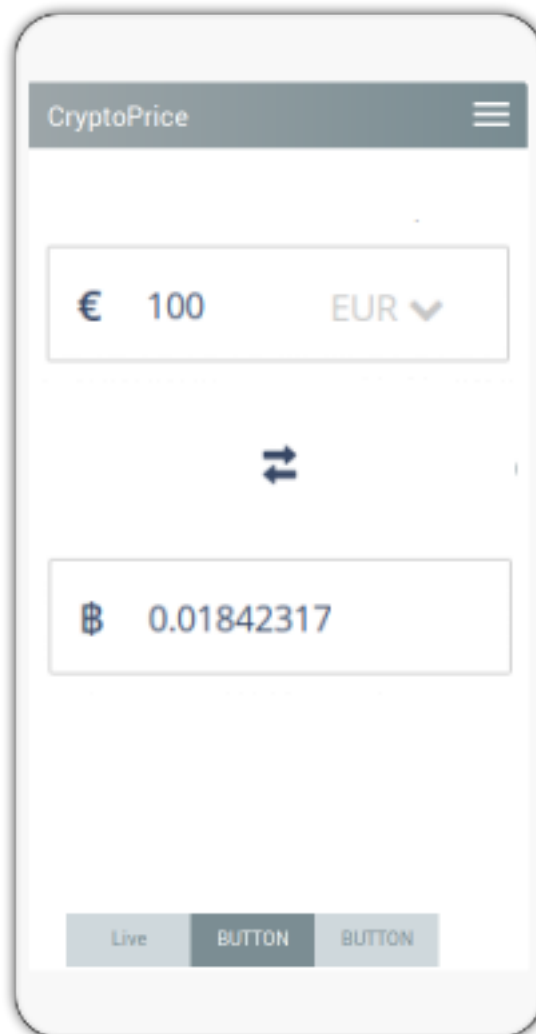 CryptoPrice
€ 100 EUR
฿ 0.01842317
Live BUTTON BUTTON